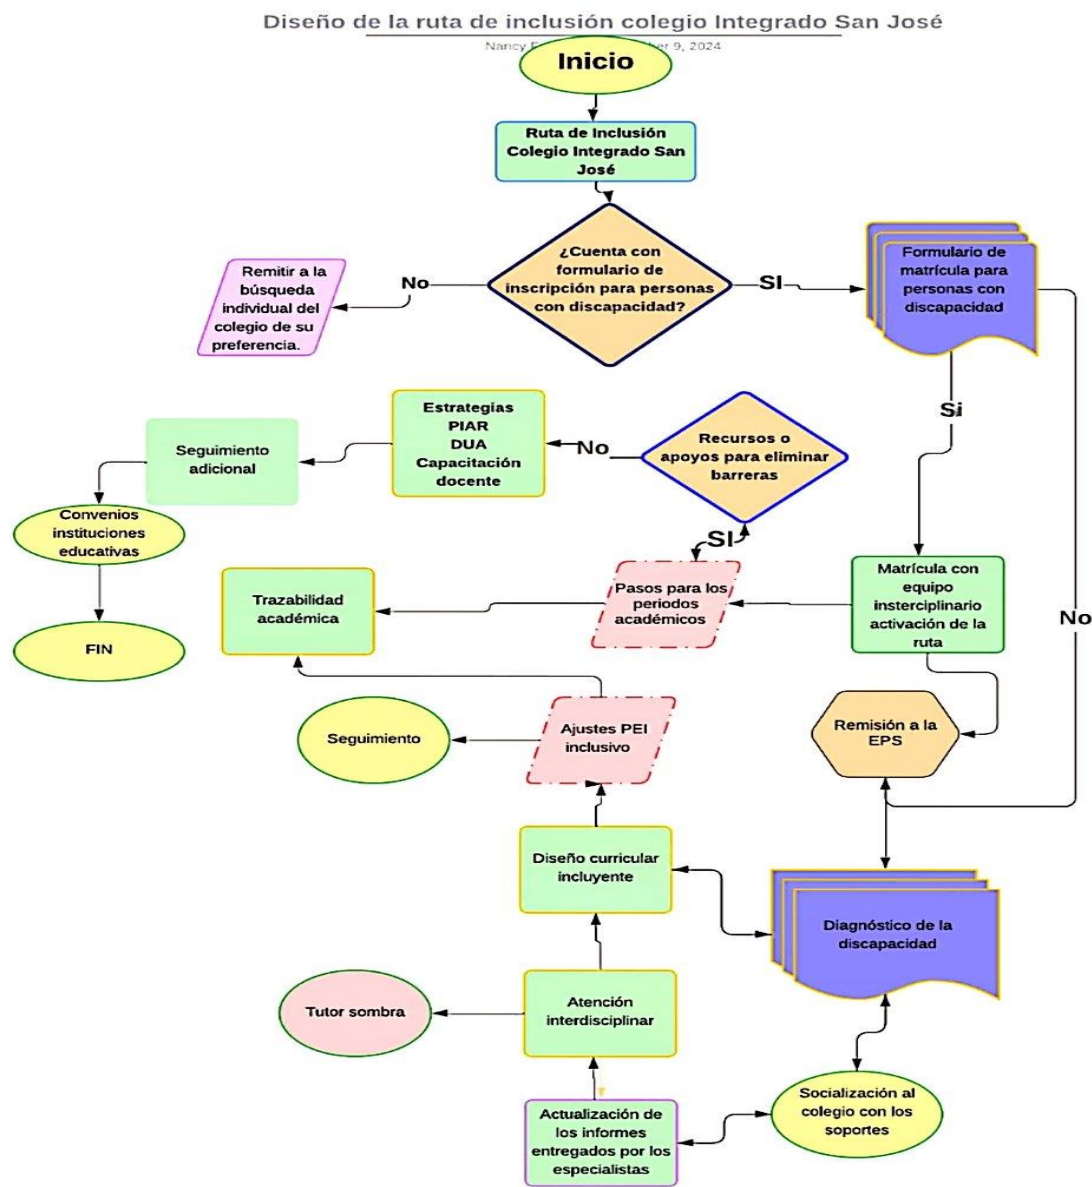 Diseño de la ruta de inclusión colegio Integrado San José
Nancy
9, 2024
Inicio
Ruta de Inclusión
Colegio Integrado San
José
¿Cuenta con
formulario de
inscripción para personas
con discapacidad?
No
SI
Remitir a la
búsqueda
individual del
colegio de su
preferencia.
Formulario de
matrícula para
personas con
discapacidad
Si
No
Recursos o
apoyos para eliminar
barreras
No
SI
Estrategias
PIAR
DUA
Capacitación
docente
Seguimiento
adicional
Convenios
instituciones
educativas
FIN
Matrícula con
equipo
insterciplinario
activación de la
ruta
Pasos para los
periodos
académicos
Trazabilidad
académica
Remisión a la
EPS
Ajustes PEI
inclusivo
Seguimiento
Diseño curricular
incluyente
Diagnóstico de la
discapacidad
Atención
interdisciplinar
Tutor sombra
Socialización al
colegio con los
soportes
Actualización de
los informes
entregados por los
especialistas